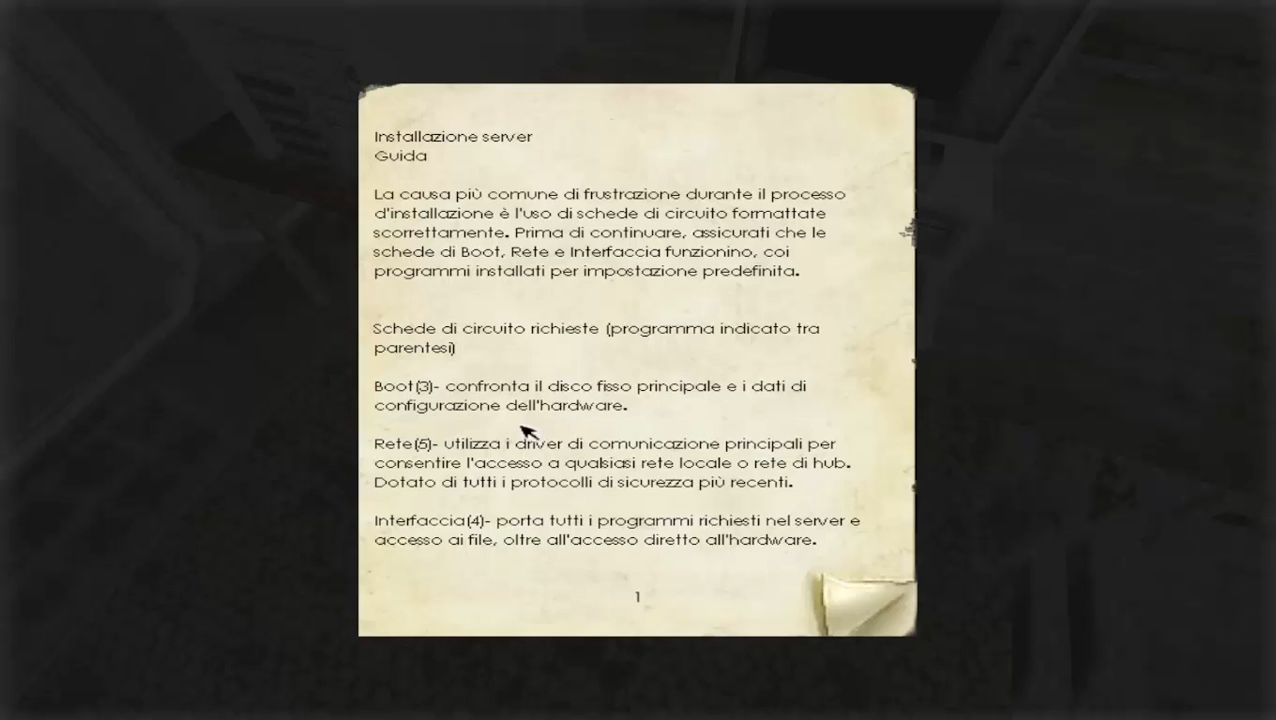 Installazione server
Guida
La causa più comune di frustrazione durante il processo
d'installazione è l'uso di schede di circuito formattate
scorrettamente. Prima di continuare, assicurati che le
schede di Boot, Rete e Interfaccia funzionino, coi
programmi installati per impostazione predefinita.
Schede di circuito richieste (programma indicato tra
parentesi)
Boot(3)- confronta il disco fisso principale e i dati di
configurazione dell'hardware.
Rete(5)- utilizza i driver di comunicazione principali per
consentire l'accesso a qualsiasi rete locale o rete di hub.
Dotato di tutti i protocolli di sicurezza più recenti.
Interfaccia(4)- porta tutti i programmi richiesti nel server e
accesso ai file, oltre all'accesso diretto all'hardware.
1